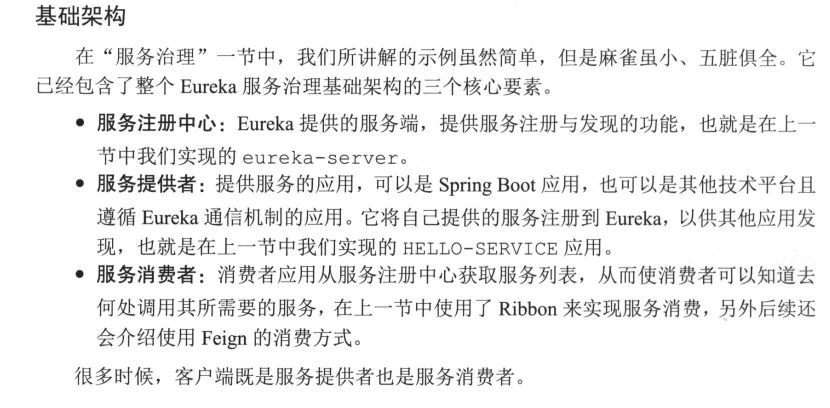 基础架构
在“服务治理”一节中，我们所讲解的示例虽然简单，但是麻雀虽小、五脏俱全。它
已经包含了整个 Eureka 服务治理基础架构的三个核心要素。
● 服务注册中心：Eureka 提供的服务端，提供服务注册与发现的功能，也就是在上一
节中我们实现的 eureka-server。
● 服务提供者：提供服务的应用，可以是 Spring Boot 应用，也可以是其他技术平台且
遵循 Eureka 通信机制的应用。它将自己提供的服务注册到 Eureka，以供其他应用发
现，也就是在上一节中我们实现的 HELLO-SERVICE 应用。
● 服务消费者：消费者应用从服务注册中心获取服务列表，从而使消费者可以知道去
何处调用其所需要的服务，在上一节中使用了 Ribbon 来实现服务消费，另外后续还
会介绍使用 Feign 的消费方式。
很多时候，客户端既是服务提供者也是服务消费者。